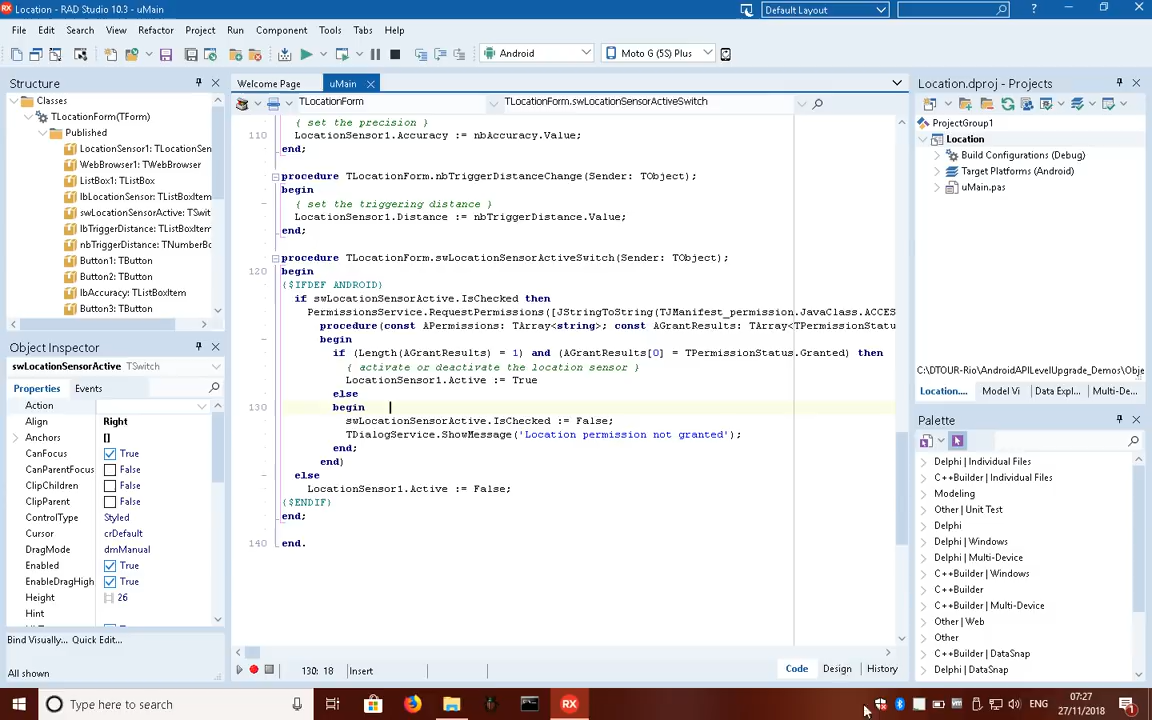 Location - RAD Studio 10.3 - uMain
Default Layout
File Edit Search View Refactor Project Run Component Tools Tabs Help
Android
Moto G (5S) Plus
Structure
Classes
TLocationForm(TForm)
Published
LocationSensor1: TLocationSen
WebBrowser1: TWebBrowser
ListBox1: TListBox
lbLocationSensor: TListBoxItem
swLocationSensorActive: TSwit
lbTriggerDistance: TListBoxItem
nbTriggerDistance: TNumberBo
Button1: TButton
Button2: TButton
lbAccuracy: TListBoxItem
Button3: TButton
Object Inspector
swLocationSensorActive TSwitch
Properties Events
Action
Align Right
Anchors []
CanFocus True
CanParentFocus False
ClipChildren False
ClipParent False
ControlType Styled
Cursor crDefault
DragMode dmManual
Enabled True
EnableDragHigh True
Height 26
Hint
Bind Visually... Quick Edit...
All shown
Welcome Page uMain
TLocationForm TLocationForm.swLocationSensorActiveSwitch
{ set the precision }
110 LocationSensor1.Accuracy := nbAccuracy.Value;
end;
procedure TLocationForm.nbTriggerDistanceChange(Sender: TObject);
begin
{ set the triggering distance }
LocationSensor1.Distance := nbTriggerDistance.Value;
end;
procedure TLocationForm.swLocationSensorActiveSwitch(Sender: TObject);
120 begin
{$IFDEF ANDROID}
if swLocationSensorActive.IsChecked then
PermissionsService.RequestPermissions([JStringToString(TJManifest_permission.JavaClass.ACCES
procedure(const APermissions: TArray<string>; const AGrantResults: TArray<TPermissionStatu
begin
if (Length(AGrantResults) = 1) and (AGrantResults[0] = TPermissionStatus.Granted) then
{ activate or deactivate the location sensor }
LocationSensor1.Active := True
else
130 begin
swLocationSensorActive.IsChecked := False;
TDialogService.ShowMessage('Location permission not granted');
end;
end)
else
LocationSensor1.Active := False;
{$ENDIF}
end;
140 end.
130: 18 Insert
Code Design History
Location.dproj - Projects
ProjectGroup1
Location
Build Configurations (Debug)
Target Platforms (Android)
uMain.pas
C:\DTOUR-Rio\AndroidAPILevelUpgrade_Demos\Obje
Location.... Model Vi Data Expl... Multi-De...
Palette
Delphi | Individual Files
C++Builder | Individual Files
Modeling
Other | Unit Test
Delphi
Delphi | Windows
Delphi | Multi-Device
C++Builder | Windows
C++Builder
C++Builder | Multi-Device
Other | Web
Other
C++Builder | DataSnap
Delphi | DataSnap
Type here to search
RX
ENG
07:27
27/11/2018